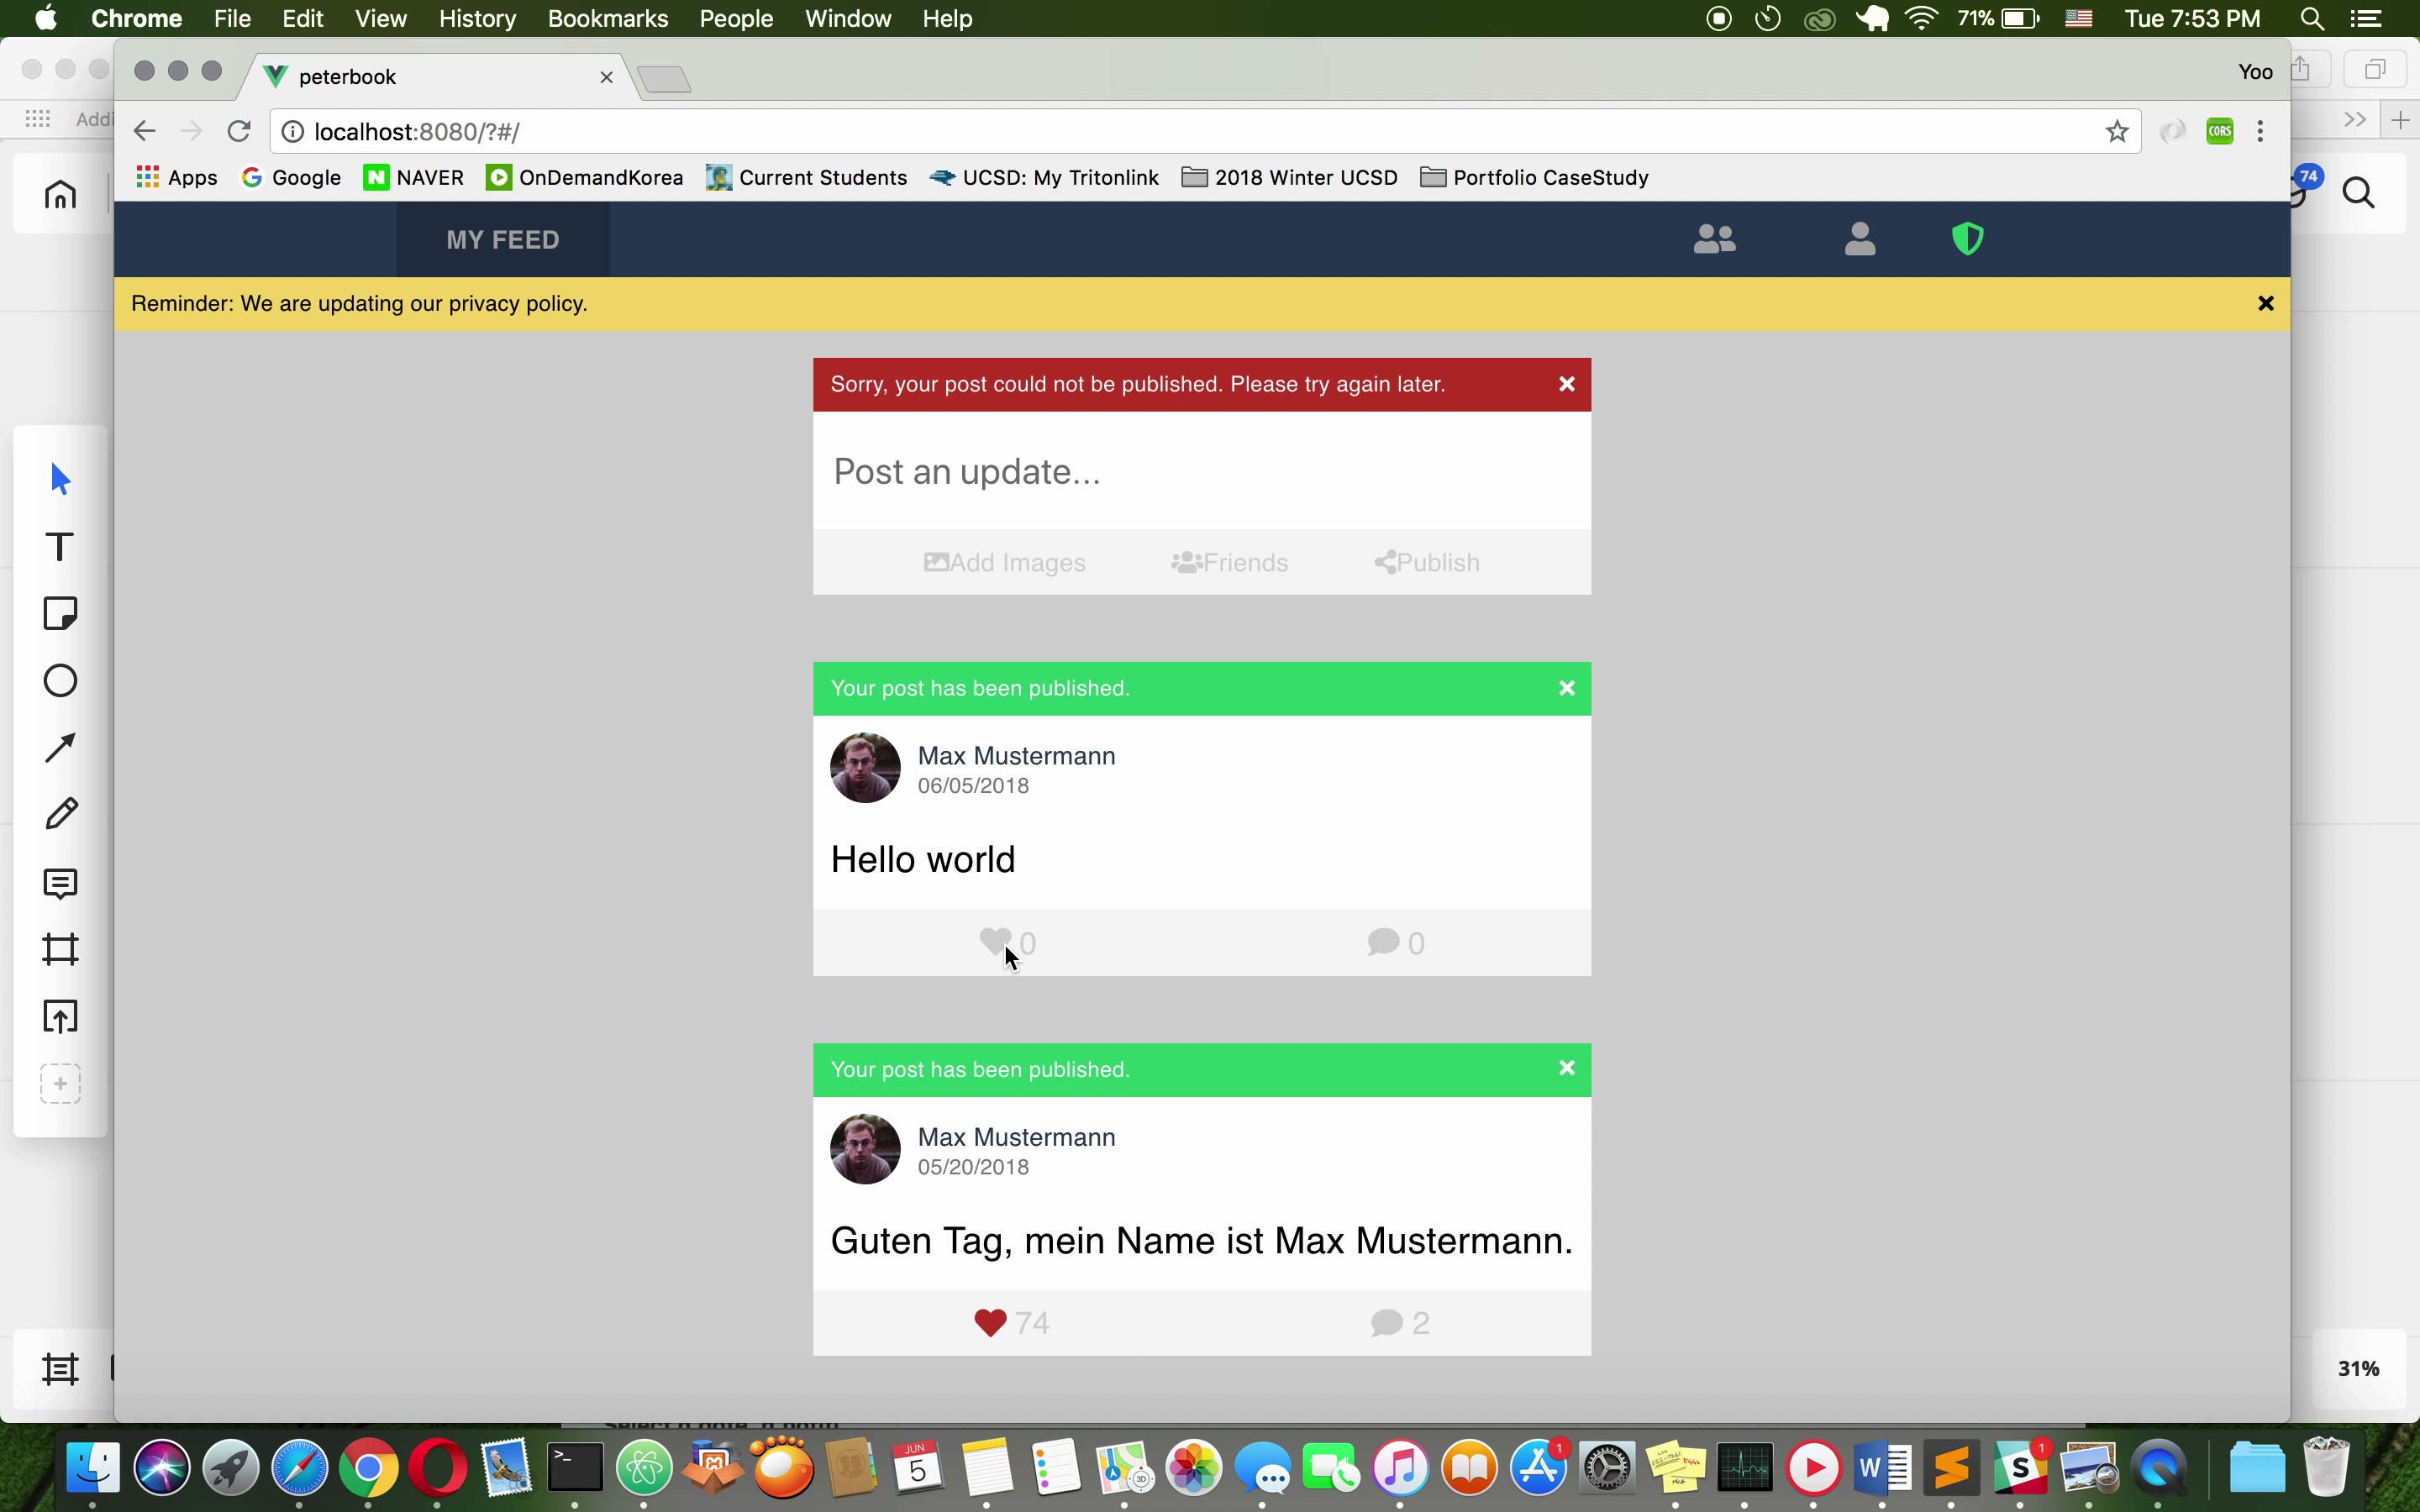 Chrome File Edit View History Bookmarks People Window Help 71% Tue 7:53 PM
peterbook Yoo
Addi
localhost:8080/?#/ CORS
Apps Google N NAVER OnDemandKorea Current Students UCSD: My Tritonlink 2018 Winter UCSD Portfolio CaseStudy
74
MY FEED
Reminder: We are updating our privacy policy.
Sorry, your post could not be published. Please try again later.
Post an update...
Add Images Friends Publish
T
Your post has been published.
Max Mustermann
06/05/2018
Hello world
0 0
Your post has been published.
Max Mustermann
05/20/2018
Guten Tag, mein Name ist Max Mustermann.
74 2
31%
JUN
5
3D
1
W
S
1